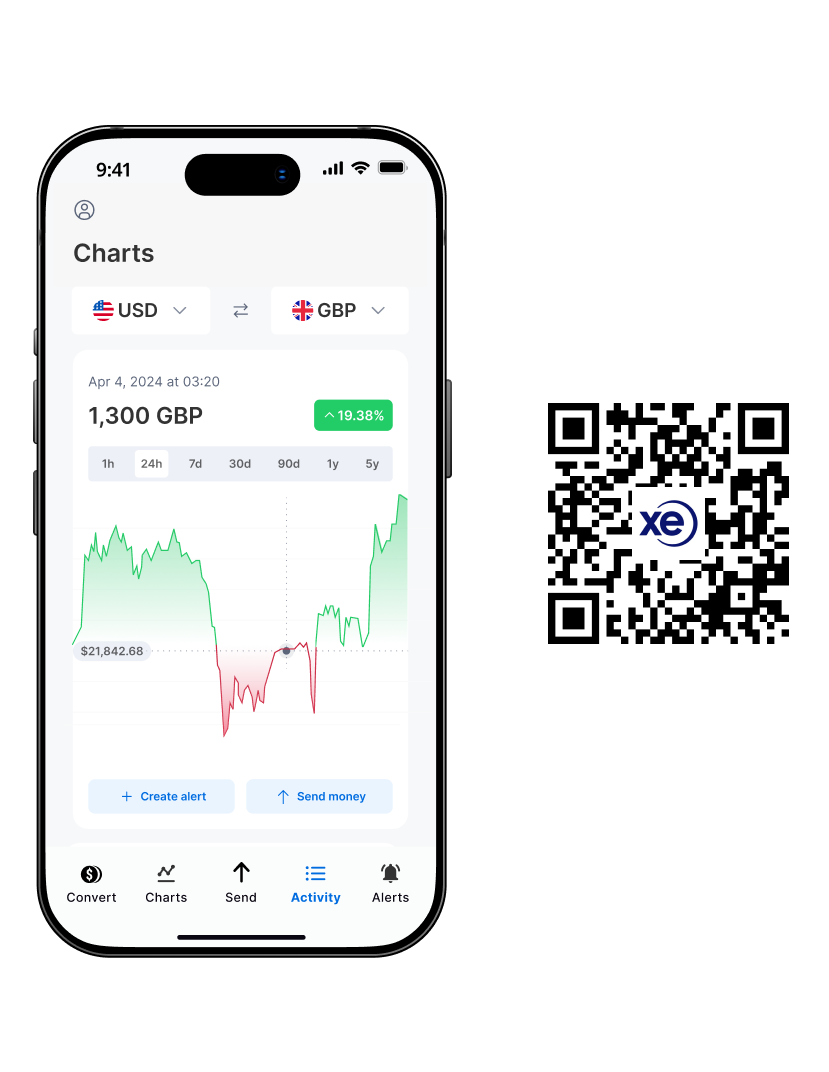 9:41
Charts
USD
GBP
Apr 4, 2024 at 03:20
1,300 GBP
19.38%
1h 24h 7d 30d 90d 1y 5y
$21,842.68
+ Create alert
Send money
Convert Charts Send Activity Alerts
xe